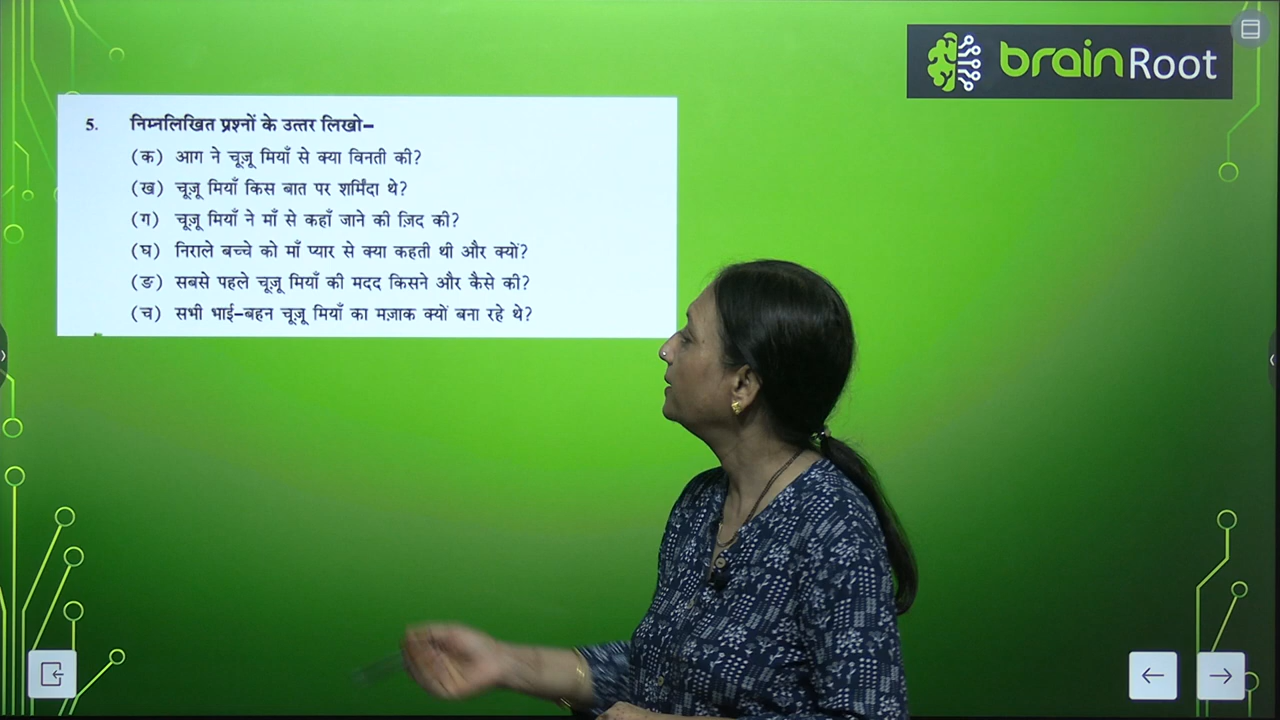 brainRoot
5. निम्नलिखित प्रश्नों के उत्तर लिखो–
(क) आग ने चूज़ू मियाँ से क्या विनती की?
(ख) चूज़ू मियाँ किस बात पर शर्मिंदा थे?
(ग) चूज़ू मियाँ ने माँ से कहाँ जाने की ज़िद की?
(घ) निराले बच्चे को माँ प्यार से क्या कहती थी और क्यों?
(ङ) सबसे पहले चूज़ू मियाँ की मदद किसने और कैसे की?
(च) सभी भाई–बहन चूज़ू मियाँ का मज़ाक क्यों बना रहे थे?